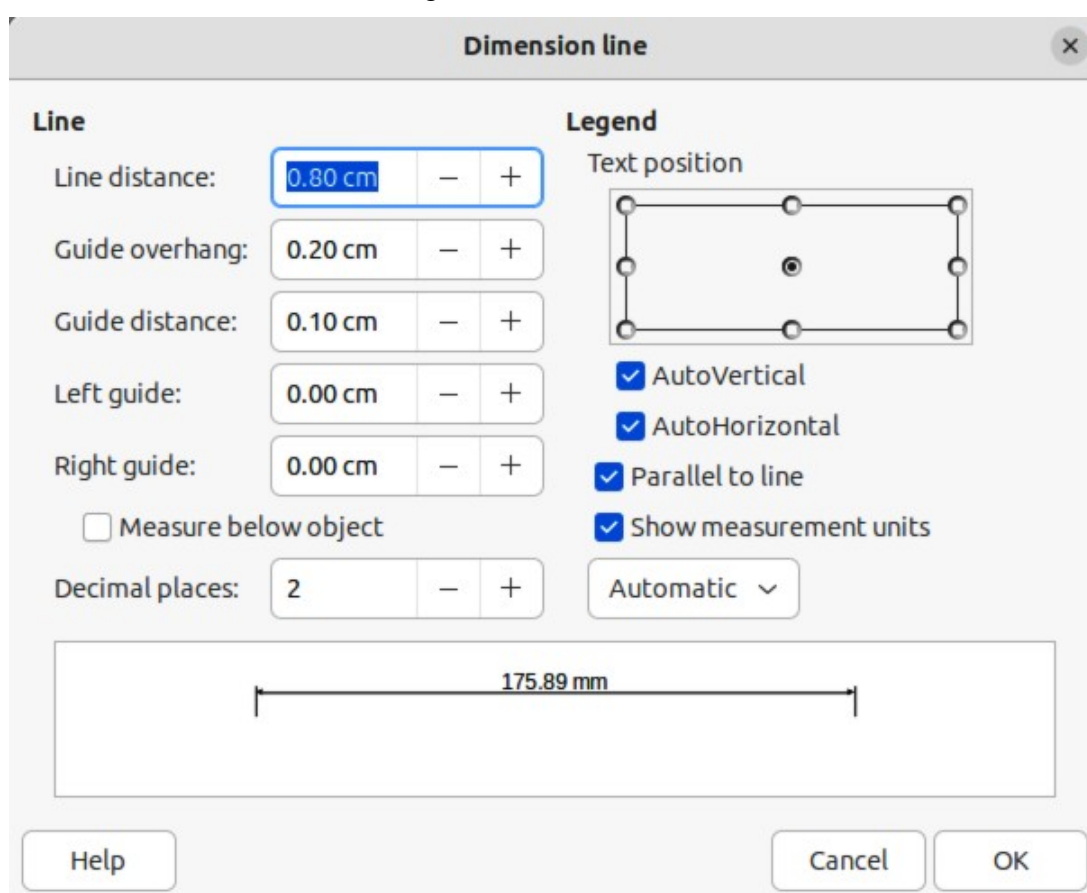 Dimension line
Line
Line distance: 0.80 cm
Guide overhang: 0.20 cm
Guide distance: 0.10 cm
Left guide: 0.00 cm
Right guide: 0.00 cm
Measure below object
Decimal places: 2
Legend
Text position
AutoVertical
AutoHorizontal
Parallel to line
Show measurement units
Automatic
175.89 mm
Help
Cancel
OK